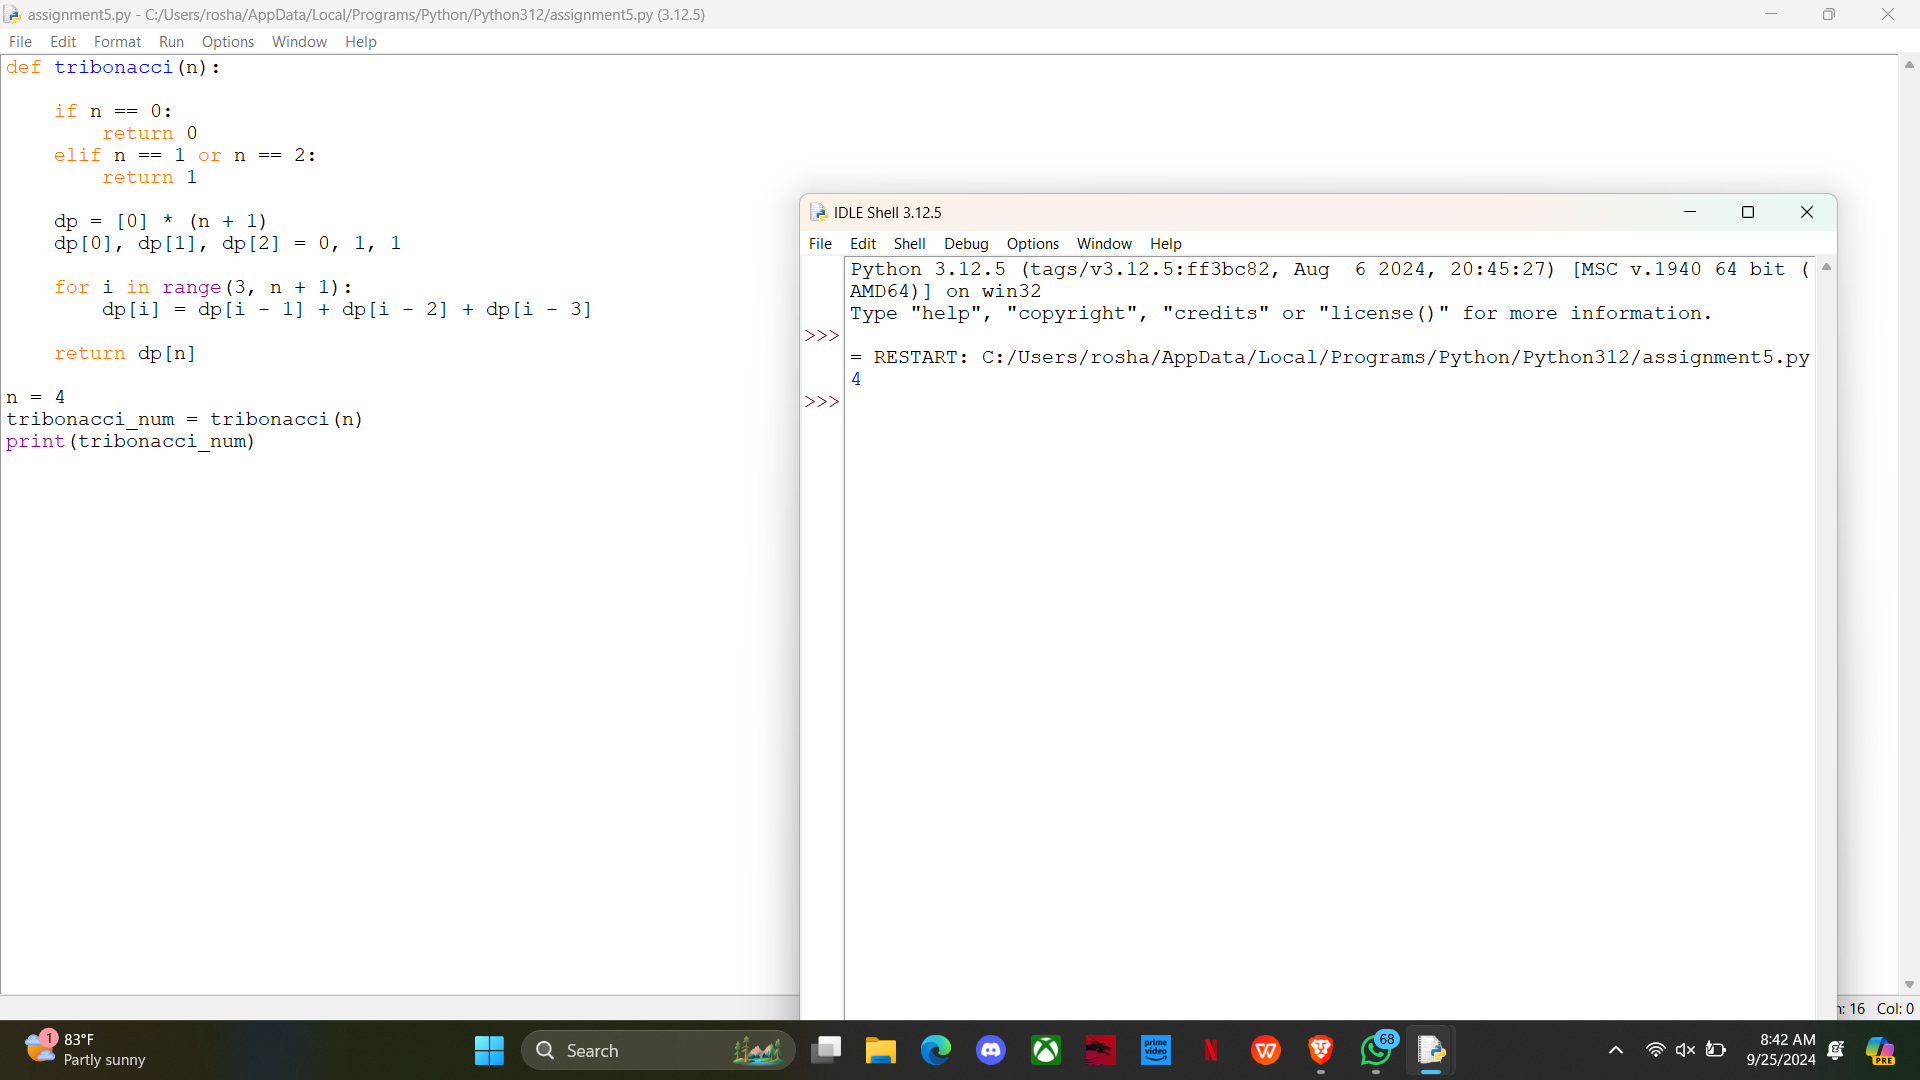 assignment5.py - C:/Users/rosha/AppData/Local/Programs/Python/Python312/assignment5.py (3.12.5)
File Edit Format Run Options Window Help
def tribonacci(n):

    if n == 0:
        return 0
    elif n == 1 or n == 2:
        return 1

    dp = [0] * (n + 1)
    dp[0], dp[1], dp[2] = 0, 1, 1

    for i in range(3, n + 1):
        dp[i] = dp[i - 1] + dp[i - 2] + dp[i - 3]

    return dp[n]

n = 4
tribonacci_num = tribonacci(n)
print(tribonacci_num)
IDLE Shell 3.12.5
File Edit Shell Debug Options Window Help
Python 3.12.5 (tags/v3.12.5:ff3bc82, Aug  6 2024, 20:45:27) [MSC v.1940 64 bit (
AMD64)] on win32
Type "help", "copyright", "credits" or "license()" for more information.
>>>
= RESTART: C:/Users/rosha/AppData/Local/Programs/Python/Python312/assignment5.py
4
>>>
: 16 Col: 0
1
83°F
Partly sunny
Search
prime video
68
8:42 AM
9/25/2024
PRE